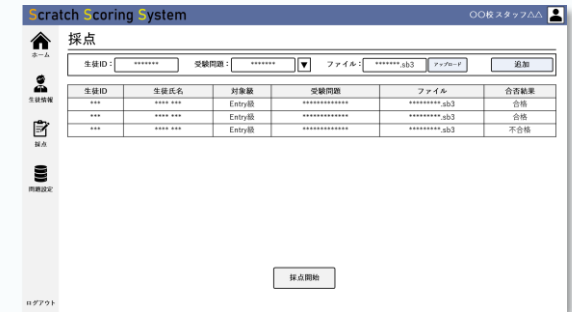 Scratch Scoring System 〇〇校スタッフ△△
採点
ホーム
生徒ID： ******* 受験問題： ******* ▼ ファイル： *******.sb3 アップロード 追加
生徒ID 生徒氏名 対象級 受験問題 ファイル 合否結果
*** **** *** Entry級 ************* *********.sb3 合格
*** **** *** Entry級 ************* *********.sb3 合格
*** **** *** Entry級 ************* *********.sb3 不合格
生徒情報
採点
問題設定
採点開始
ログアウト